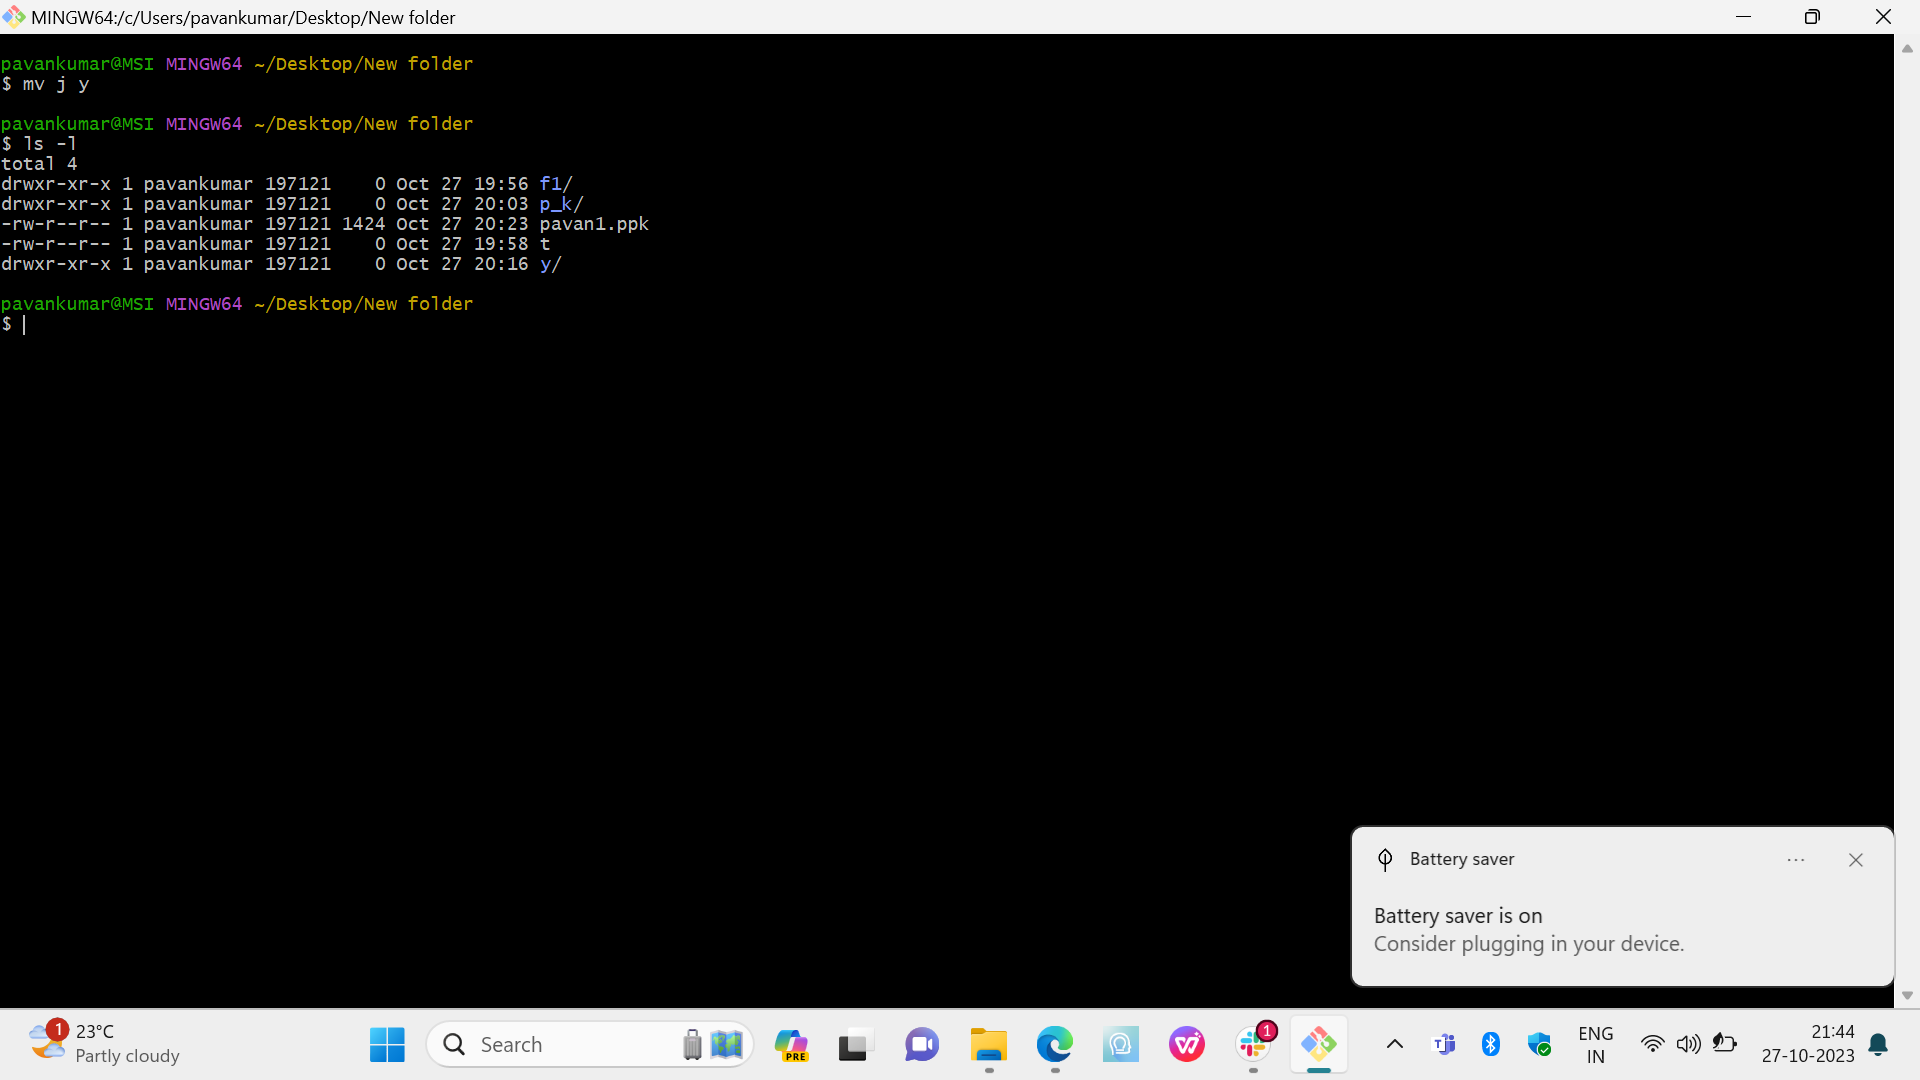 MINGW64:/c/Users/pavankumar/Desktop/New folder
pavankumar@MSI MINGW64 ~/Desktop/New folder
$ mv j y
pavankumar@MSI MINGW64 ~/Desktop/New folder
$ ls -l
total 4
drwxr-xr-x 1 pavankumar 197121    0 Oct 27 19:56 f1/
drwxr-xr-x 1 pavankumar 197121    0 Oct 27 20:03 p_k/
-rw-r--r-- 1 pavankumar 197121 1424 Oct 27 20:23 pavan1.ppk
-rw-r--r-- 1 pavankumar 197121    0 Oct 27 19:58 t
drwxr-xr-x 1 pavankumar 197121    0 Oct 27 20:16 y/
pavankumar@MSI MINGW64 ~/Desktop/New folder
$
Battery saver
Battery saver is on
Consider plugging in your device.
1
23°C
Partly cloudy
Search
PRE
1
ENG
IN
21:44
27-10-2023